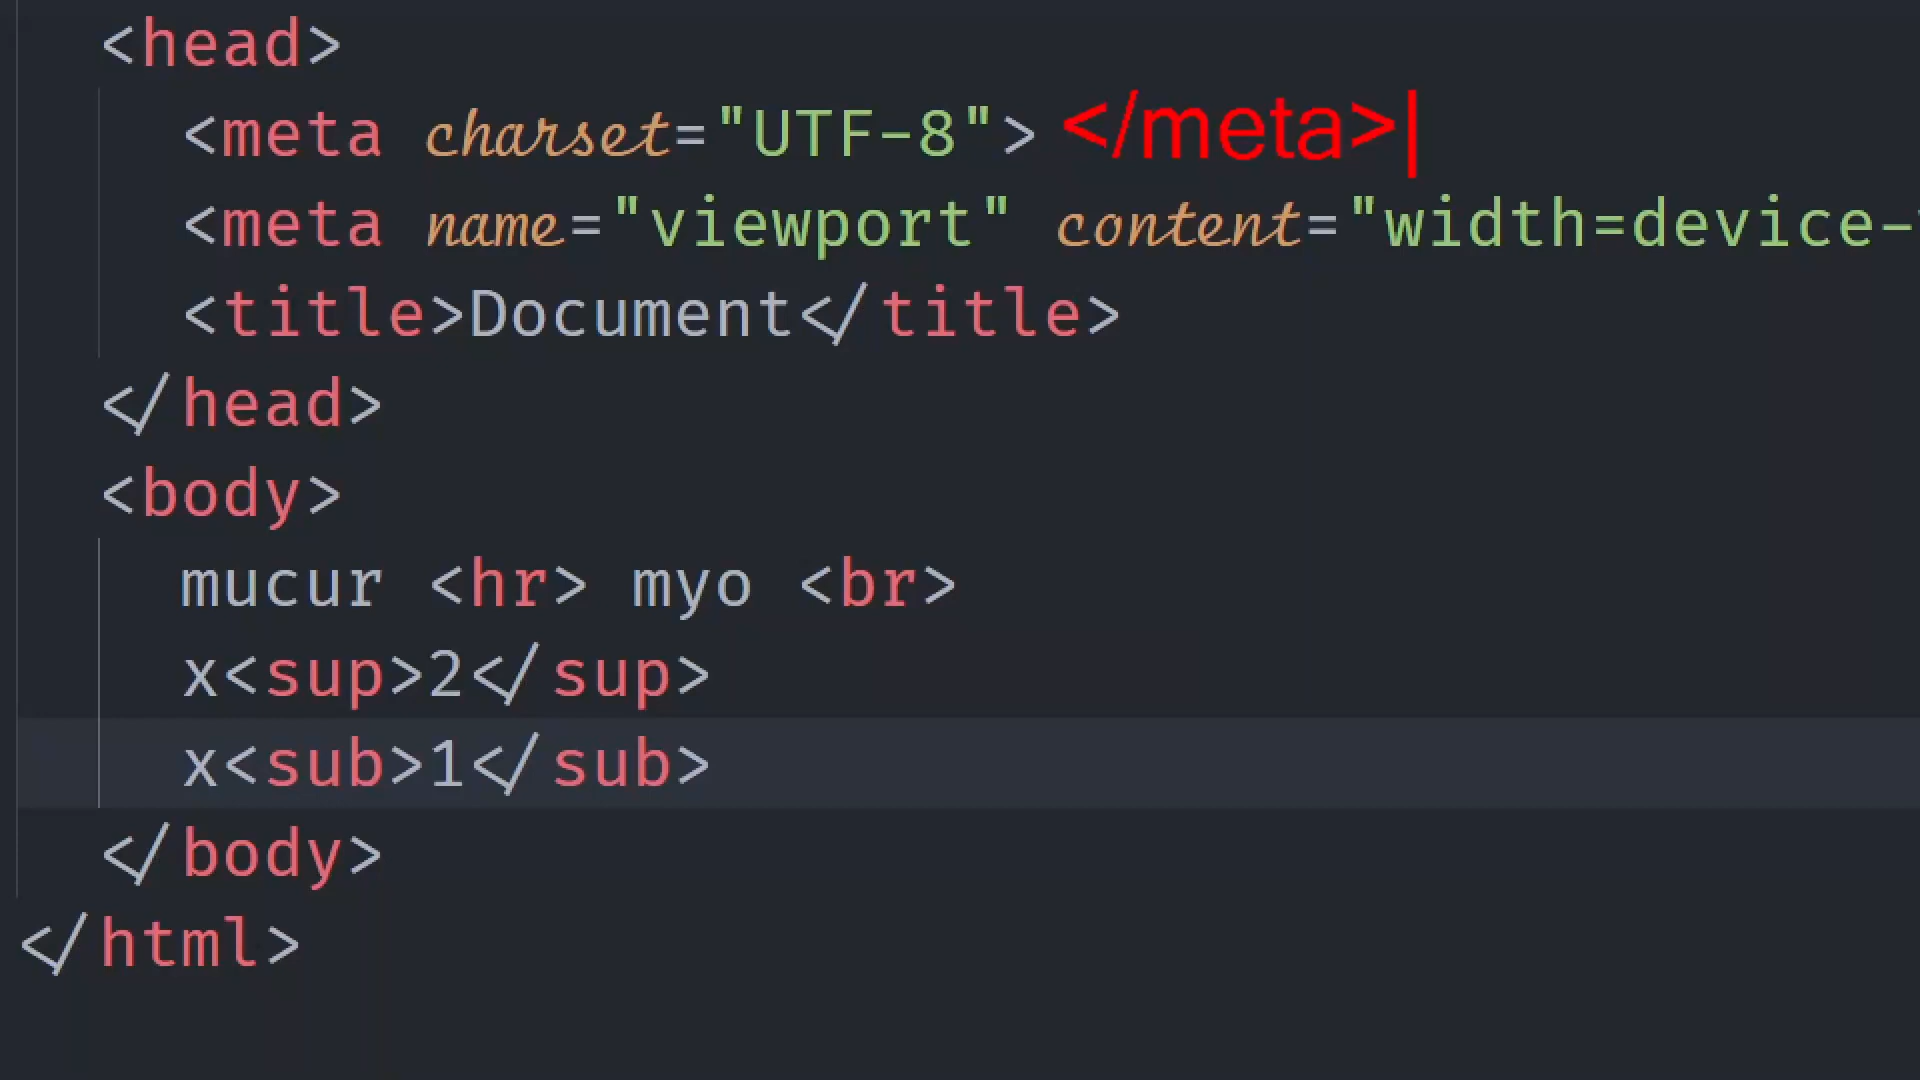 <head>
<meta charset="UTF-8"> </meta>|
<meta name="viewport" content="width=device-
<title>Document</title>
</head>
<body>
mucur <hr> myo <br>
x<sup>2</sup>
x<sub>1</sub>
</body>
</html>